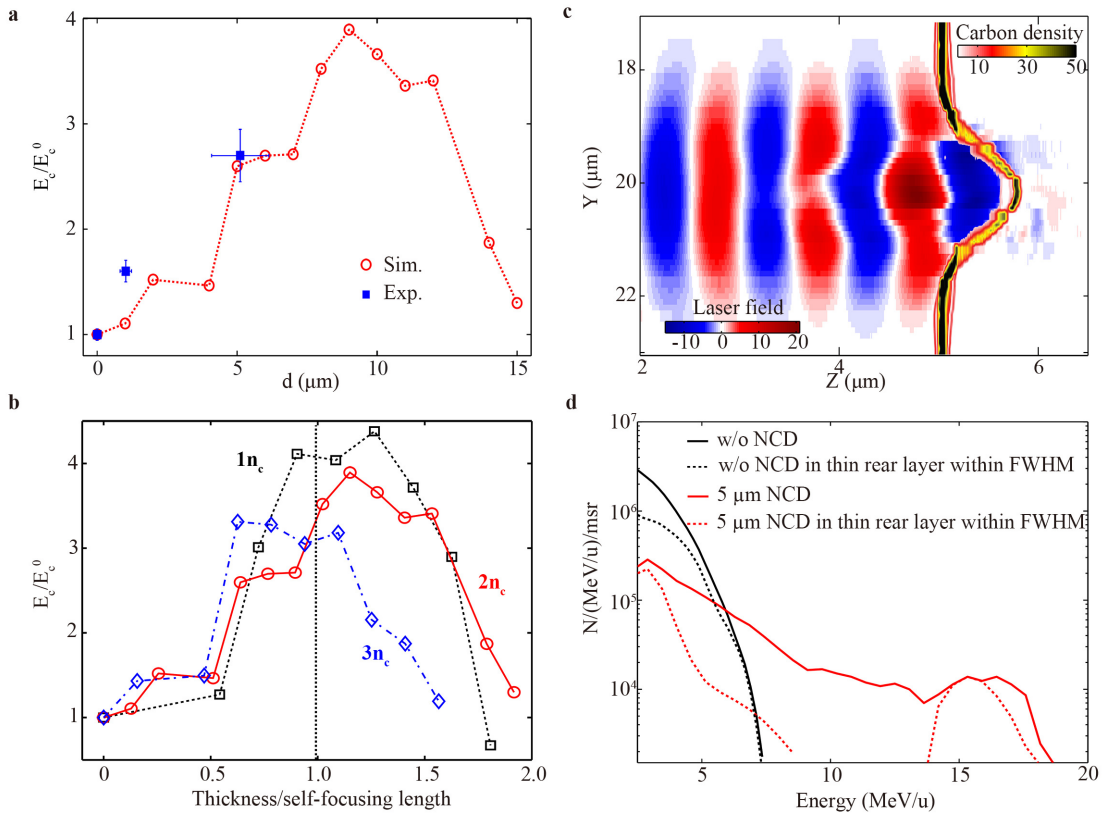 a
4
3
2
1
E_c/E_c^0
Sim.
Exp.
0
5
10
15
d (μm)
c
Carbon density
10 30 50
18
20
22
Y (μm)
Laser field
-10 0 10 20
2
4
6
Z (μm)
b
4
3
2
1
E_c/E_c^0
1n_c
2n_c
3n_c
0
0.5
1.0
1.5
2.0
Thickness/self-focusing length
d
10^7
10^6
10^5
10^4
N/(MeV/u)/msr
w/o NCD
w/o NCD in thin rear layer within FWHM
5 μm NCD
5 μm NCD in thin rear layer within FWHM
5
10
15
20
Energy (MeV/u)